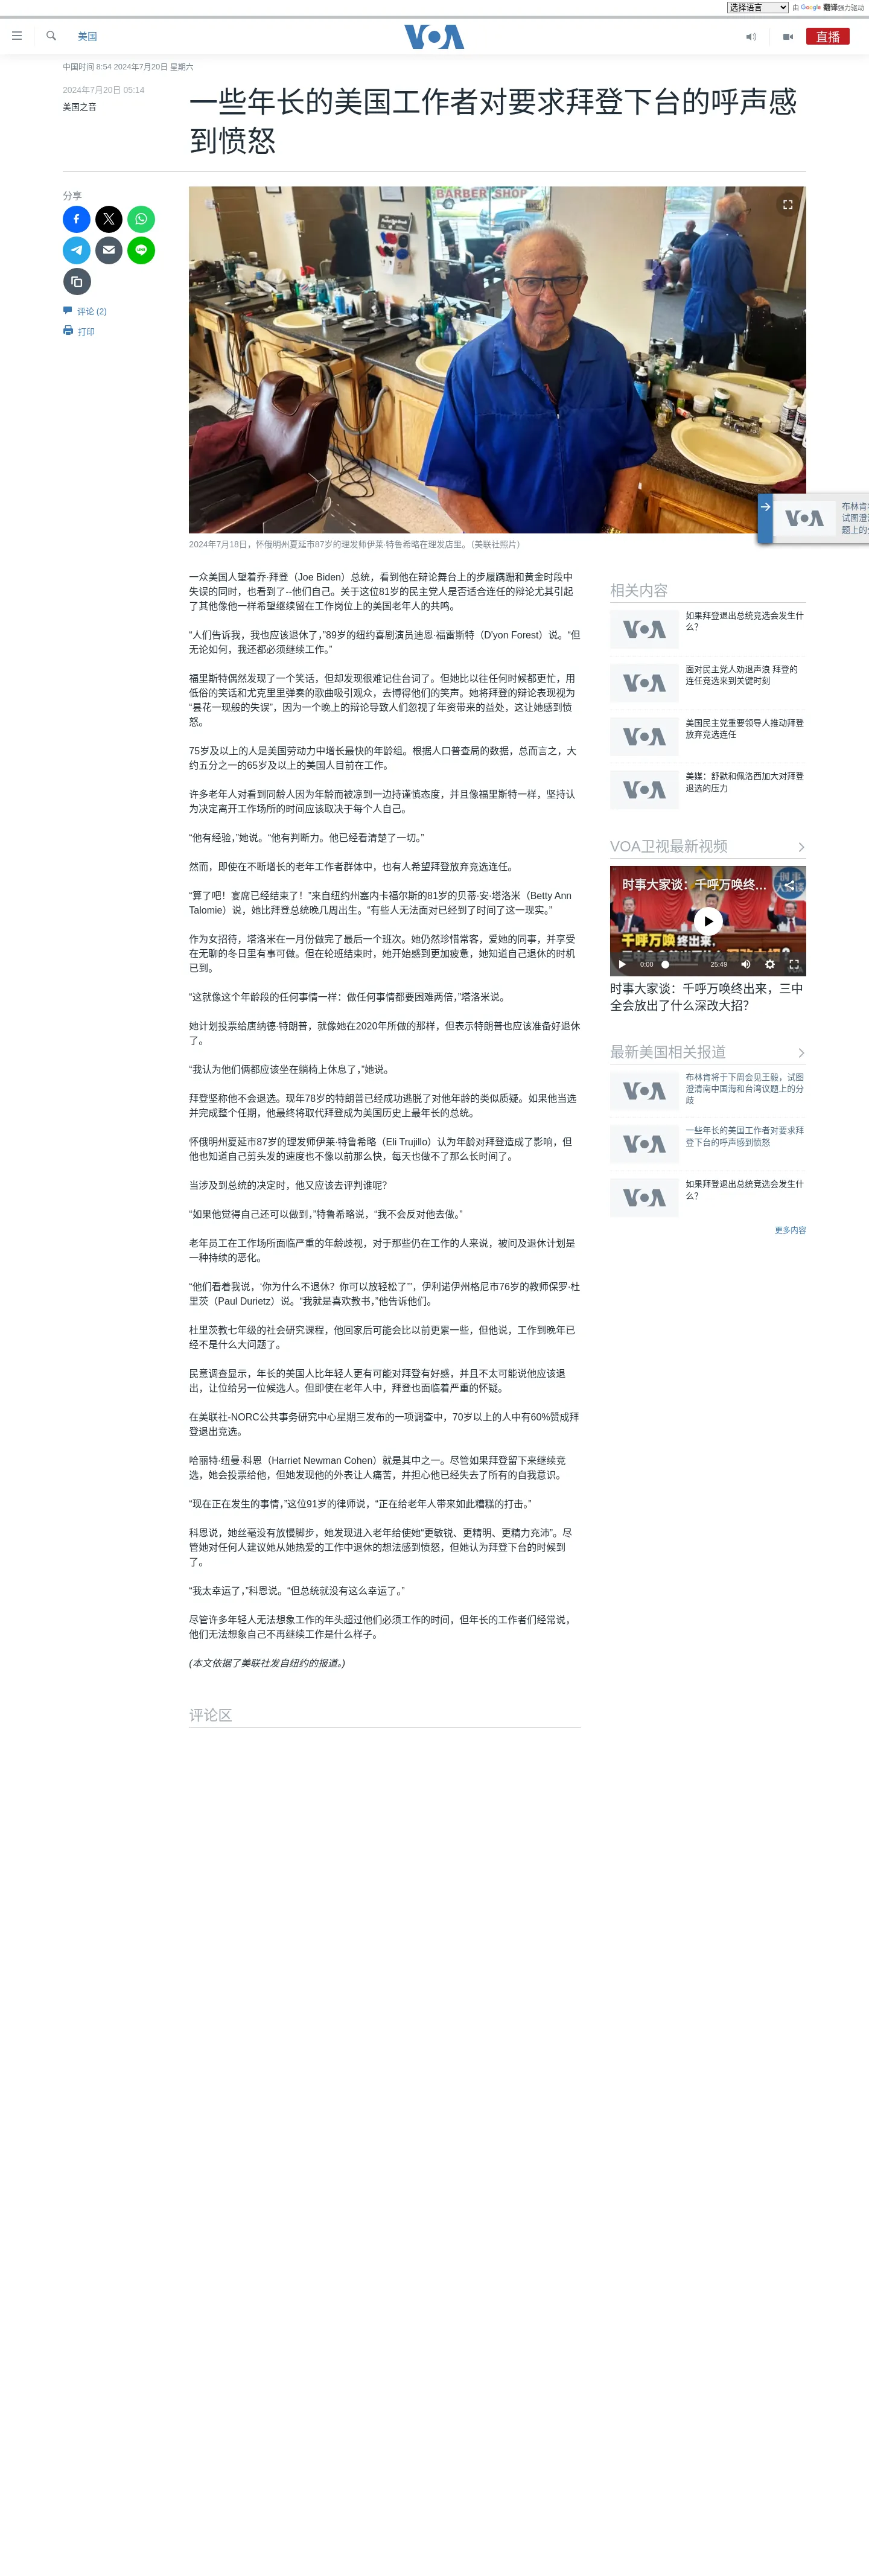 选择语言 由 Google 翻译强力驱动
美国
VOA
直播
中国时间 8:54 2024年7月20日 星期六
2024年7月20日 05:14
美国之音
一些年长的美国工作者对要求拜登下台的呼声感
到愤怒
分享
评论 (2)
打印
BARBER SHOP
2024年7月18日，怀俄明州夏延市87岁的理发师伊莱·特鲁希略在理发店里。（美联社照片）
一众美国人望着乔·拜登（Joe Biden）总统，看到他在辩论舞台上的步履蹒跚和黄金时段中
失误的同时，也看到了--他们自己。关于这位81岁的民主党人是否适合连任的辩论尤其引起
了其他像他一样希望继续留在工作岗位上的美国老年人的共鸣。
“人们告诉我，我也应该退休了，”89岁的纽约喜剧演员迪恩·福雷斯特（D'yon Forest）说。“但
无论如何，我还都必须继续工作。”
福里斯特偶然发现了一个笑话，但却发现很难记住台词了。但她比以往任何时候都更忙，用
低俗的笑话和尤克里里弹奏的歌曲吸引观众，去博得他们的笑声。她将拜登的辩论表现视为
“昙花一现般的失误”，因为一个晚上的辩论导致人们忽视了年资带来的益处，这让她感到愤
怒。
75岁及以上的人是美国劳动力中增长最快的年龄组。根据人口普查局的数据，总而言之，大
约五分之一的65岁及以上的美国人目前在工作。
许多老年人对看到同龄人因为年龄而被凉到一边持谨慎态度，并且像福里斯特一样，坚持认
为决定离开工作场所的时间应该取决于每个人自己。
“他有经验，”她说。“他有判断力。他已经看清楚了一切。”
然而，即使在不断增长的老年工作者群体中，也有人希望拜登放弃竞选连任。
“算了吧！宴席已经结束了！”来自纽约州塞内卡福尔斯的81岁的贝蒂·安·塔洛米（Betty Ann
Talomie）说，她比拜登总统晚几周出生。“有些人无法面对已经到了时间了这一现实。”
作为女招待，塔洛米在一月份做完了最后一个班次。她仍然珍惜常客，爱她的同事，并享受
在无聊的冬日里有事可做。但在轮班结束时，她开始感到更加疲惫，她知道自己退休的时机
已到。
“这就像这个年龄段的任何事情一样：做任何事情都要困难两倍，”塔洛米说。
她计划投票给唐纳德·特朗普，就像她在2020年所做的那样，但表示特朗普也应该准备好退休
了。
“我认为他们俩都应该坐在躺椅上休息了，”她说。
拜登坚称他不会退选。现年78岁的特朗普已经成功逃脱了对他年龄的类似质疑。如果他当选
并完成整个任期，他最终将取代拜登成为美国历史上最年长的总统。
怀俄明州夏延市87岁的理发师伊莱·特鲁希略（Eli Trujillo）认为年龄对拜登造成了影响，但
他也知道自己剪头发的速度也不像以前那么快，每天也做不了那么长时间了。
当涉及到总统的决定时，他又应该去评判谁呢？
“如果他觉得自己还可以做到，”特鲁希略说，“我不会反对他去做。”
老年员工在工作场所面临严重的年龄歧视，对于那些仍在工作的人来说，被问及退休计划是
一种持续的恶化。
“他们看着我说，‘你为什么不退休？你可以放轻松了’”，伊利诺伊州格尼市76岁的教师保罗·杜
里茨（Paul Durietz）说。“我就是喜欢教书，”他告诉他们。
杜里茨教七年级的社会研究课程，他回家后可能会比以前更累一些，但他说，工作到晚年已
经不是什么大问题了。
民意调查显示，年长的美国人比年轻人更有可能对拜登有好感，并且不太可能说他应该退
出，让位给另一位候选人。但即使在老年人中，拜登也面临着严重的怀疑。
在美联社-NORC公共事务研究中心星期三发布的一项调查中，70岁以上的人中有60%赞成拜
登退出竞选。
哈丽特·纽曼·科恩（Harriet Newman Cohen）就是其中之一。尽管如果拜登留下来继续竞
选，她会投票给他，但她发现他的外表让人痛苦，并担心他已经失去了所有的自我意识。
“现在正在发生的事情，”这位91岁的律师说，“正在给老年人带来如此糟糕的打击。”
科恩说，她丝毫没有放慢脚步，她发现进入老年给使她“更敏锐、更精明、更精力充沛”。尽
管她对任何人建议她从她热爱的工作中退休的想法感到愤怒，但她认为拜登下台的时候到
了。
“我太幸运了，”科恩说。“但总统就没有这么幸运了。”
尽管许多年轻人无法想象工作的年头超过他们必须工作的时间，但年长的工作者们经常说，
他们无法想象自己不再继续工作是什么样子。
(本文依据了美联社发自纽约的报道。)
评论区
VOA
布林肯将
试图澄清
题上的分
相关内容
VOA
如果拜登退出总统竞选会发生什
么？
VOA
面对民主党人劝退声浪 拜登的
连任竞选来到关键时刻
VOA
美国民主党重要领导人推动拜登
放弃竞选连任
VOA
美媒：舒默和佩洛西加大对拜登
退选的压力
VOA卫视最新视频
时事大家谈：千呼万唤终...
时事
大家谈
千呼万唤终出来，
三中全会放出了什么深改大招？
0:00 25:49
时事大家谈：千呼万唤终出来，三中
全会放出了什么深改大招？
最新美国相关报道
VOA
布林肯将于下周会见王毅，试图
澄清南中国海和台湾议题上的分
歧
VOA
一些年长的美国工作者对要求拜
登下台的呼声感到愤怒
VOA
如果拜登退出总统竞选会发生什
么？
更多内容